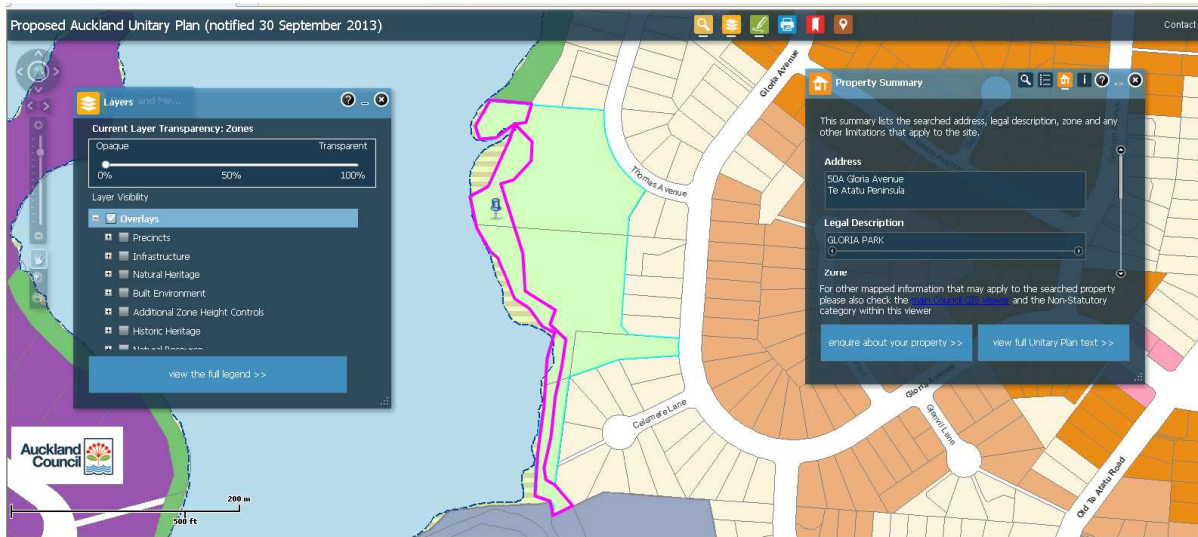 Proposed Auckland Unitary Plan (notified 30 September 2013)
Contact
Layers
and Me...
Current Layer Transparency: Zones
Opaque
Transparent
0%
50%
100%
Layer Visibility
Overlays
Precincts
Infrastructure
Natural Heritage
Built Environment
Additional Zone Height Controls
Historic Heritage
Natural Resource
view the full legend >>
Auckland
Council
200 m
500 ft
Gloria Avenue
Thomas Avenue
Celsmere Lane
Gloria Avenue
Glenvil Lane
Old Te Atatu Road
Property Summary
This summary lists the searched address, legal description, zone and any
other limitations that apply to the site.
Address
50A Gloria Avenue
Te Atatu Peninsula
Legal Description
GLORIA PARK
Zone
For other mapped information that may apply to the searched property
please also check the main Council GIS viewer and the Non-Statutory
category within this viewer
enquire about your property >>
view full Unitary Plan text >>